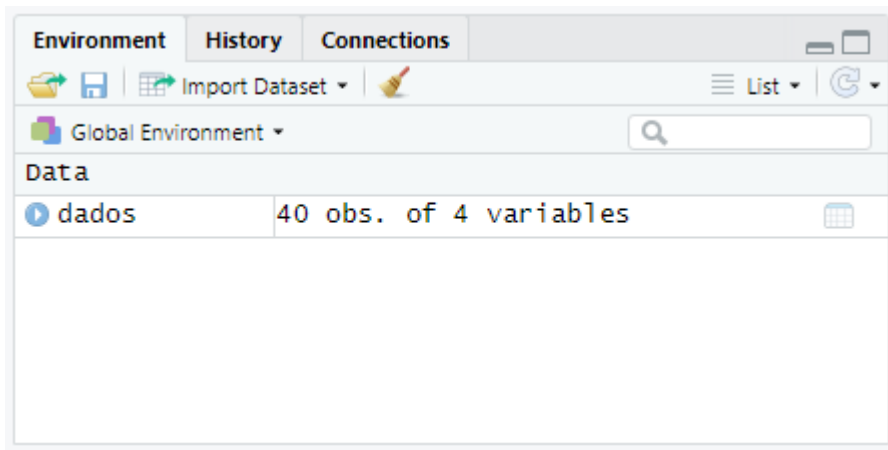 Environment History Connections
Import Dataset List
Global Environment
Data
dados 40 obs. of 4 variables